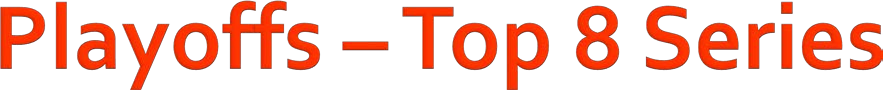 Playoffs – Top 8 Series